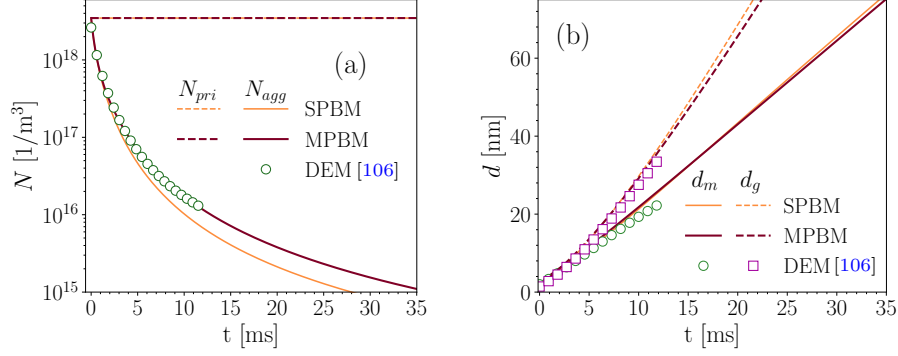 (a)
N_pri N_agg
SPBM
MPBM
DEM [106]
N [1/m³]
10¹⁸
10¹⁷
10¹⁶
10¹⁵
0 5 10 15 20 25 30 35
t [ms]
(b)
d_m d_g
SPBM
MPBM
DEM [106]
d [nm]
60
40
20
0
0 5 10 15 20 25 30 35
t [ms]